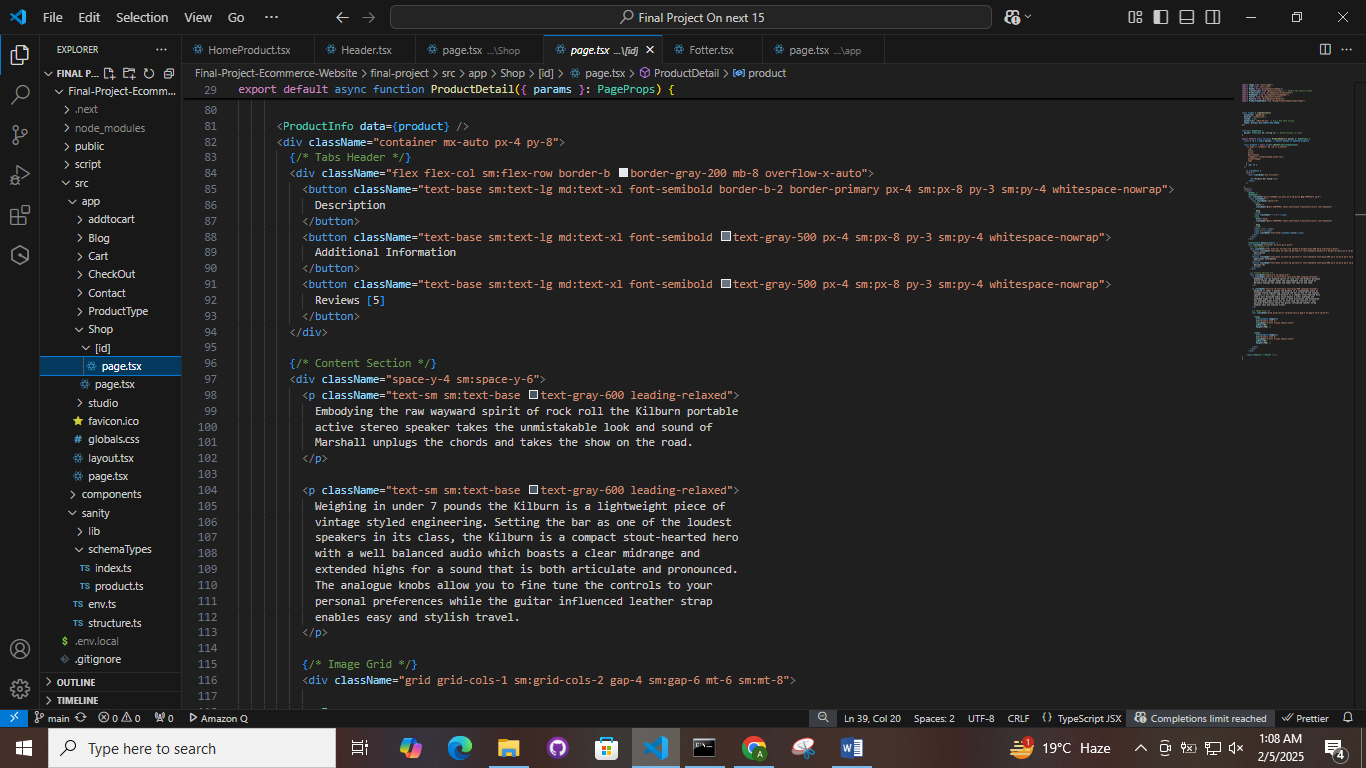 File Edit Selection View Go ···
Final Project On next 15
EXPLORER
HomeProduct.tsx
Header.tsx
page.tsx ...\Shop
page.tsx ...\[id]
Fotter.tsx
page.tsx ...\app
FINAL P...
Final-Project-Ecomm...
.next
node_modules
public
script
src
app
addtocart
Blog
Cart
CheckOut
Contact
ProductType
Shop
[id]
page.tsx
page.tsx
studio
favicon.ico
globals.css
layout.tsx
page.tsx
components
sanity
lib
schemaTypes
TS index.ts
TS product.ts
TS env.ts
TS structure.ts
$ .env.local
.gitignore
OUTLINE
TIMELINE
Final-Project-Ecommerce-Website > final-project > src > app > Shop > [id] > page.tsx > ProductDetail > product
29 export default async function ProductDetail({ params }: PageProps) {
80
81 <ProductInfo data={product} />
82 <div className="container mx-auto px-4 py-8">
83 {/* Tabs Header */}
84 <div className="flex flex-col sm:flex-row border-b border-gray-200 mb-8 overflow-x-auto">
85 <button className="text-base sm:text-lg md:text-xl font-semibold border-b-2 border-primary px-4 sm:px-8 py-3 sm:py-4 whitespace-nowrap">
86 Description
87 </button>
88 <button className="text-base sm:text-lg md:text-xl font-semibold text-gray-500 px-4 sm:px-8 py-3 sm:py-4 whitespace-nowrap">
89 Additional Information
90 </button>
91 <button className="text-base sm:text-lg md:text-xl font-semibold text-gray-500 px-4 sm:px-8 py-3 sm:py-4 whitespace-nowrap">
92 Reviews [5]
93 </button>
94 </div>
95
96 {/* Content Section */}
97 <div className="space-y-4 sm:space-y-6">
98 <p className="text-sm sm:text-base text-gray-600 leading-relaxed">
99 Embodying the raw wayward spirit of rock roll the Kilburn portable
100 active stereo speaker takes the unmistakable look and sound of
101 Marshall unplugs the chords and takes the show on the road.
102 </p>
103
104 <p className="text-sm sm:text-base text-gray-600 leading-relaxed">
105 Weighing in under 7 pounds the Kilburn is a lightweight piece of
106 vintage styled engineering. Setting the bar as one of the loudest
107 speakers in its class, the Kilburn is a compact stout-hearted hero
108 with a well balanced audio which boasts a clear midrange and
109 extended highs for a sound that is both articulate and pronounced.
110 The analogue knobs allow you to fine tune the controls to your
111 personal preferences while the guitar influenced leather strap
112 enables easy and stylish travel.
113 </p>
114
115 {/* Image Grid */}
116 <div className="grid grid-cols-1 sm:grid-cols-2 gap-4 sm:gap-6 mt-6 sm:mt-8">
117
main 0 0 0 Amazon Q
Ln 39, Col 20 Spaces: 2 UTF-8 CRLF {} TypeScript JSX Completions limit reached Prettier
Type here to search
1
19°C Haze
1:08 AM
2/5/2025
4